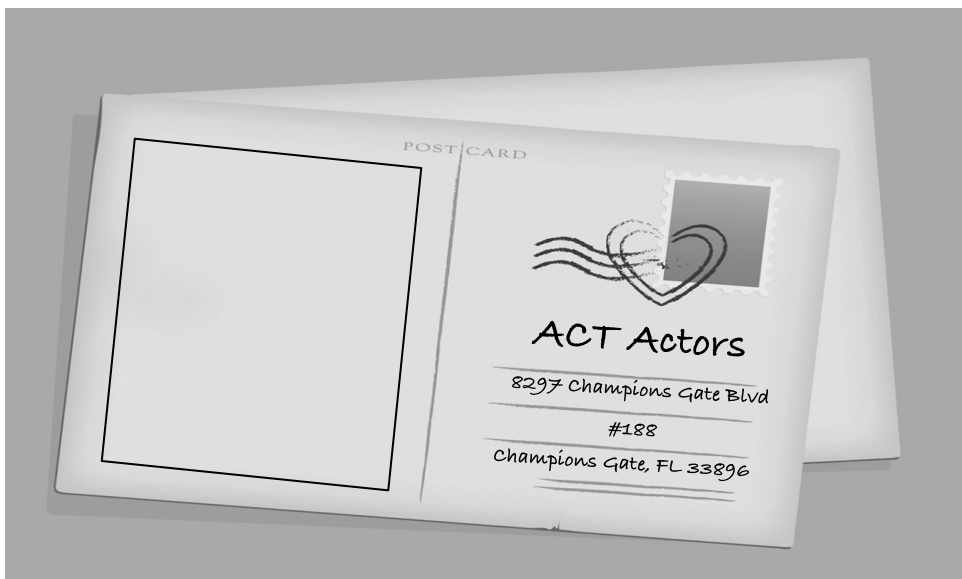 POST CARD
ACT Actors
8297 Champions Gate Blvd
#188
Champions Gate, FL 33896